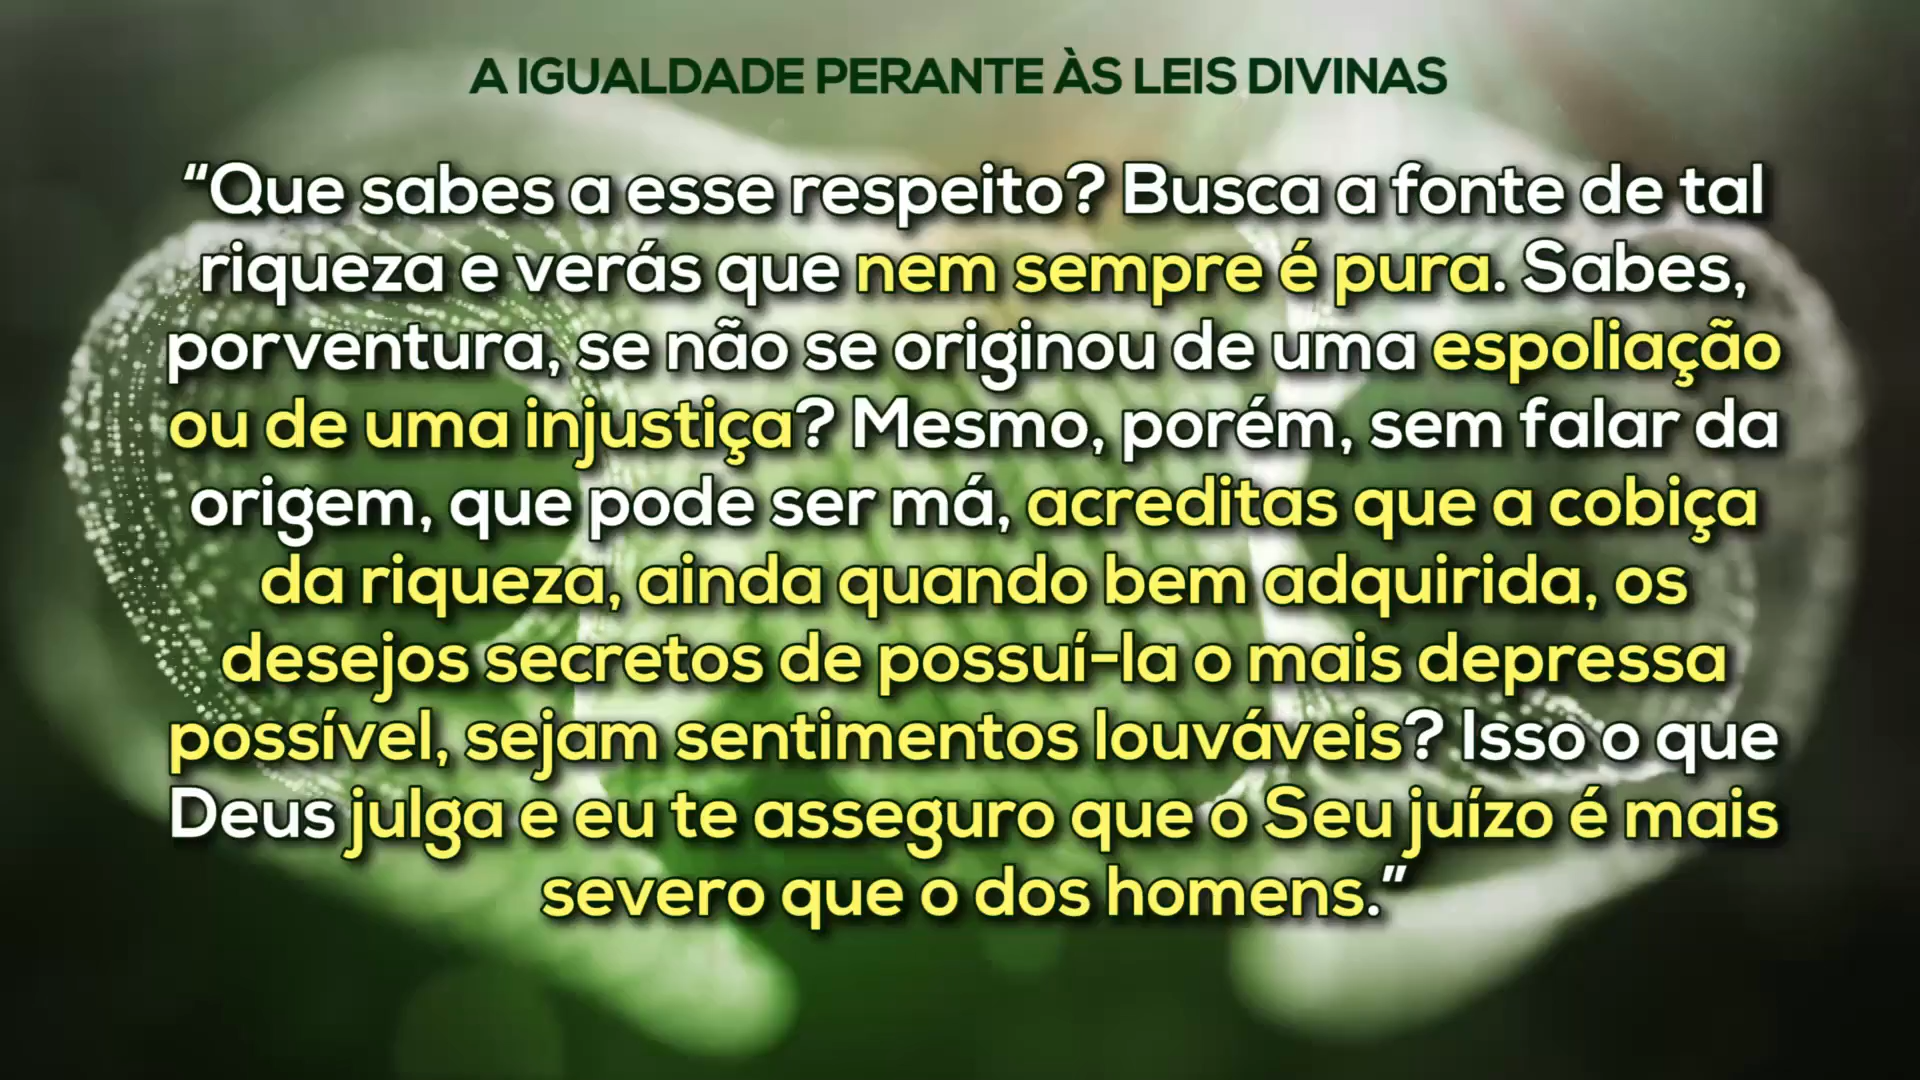 A IGUALDADE PERANTE ÀS LEIS DIVINAS
“Que sabes a esse respeito? Busca a fonte de tal
riqueza e verás que nem sempre é pura. Sabes,
porventura, se não se originou de uma espoliação
ou de uma injustiça? Mesmo, porém, sem falar da
origem, que pode ser má, acreditas que a cobiça
da riqueza, ainda quando bem adquirida, os
desejos secretos de possuí-la o mais depressa
possível, sejam sentimentos louváveis? Isso o que
Deus julga e eu te asseguro que o Seu juízo é mais
severo que o dos homens.”